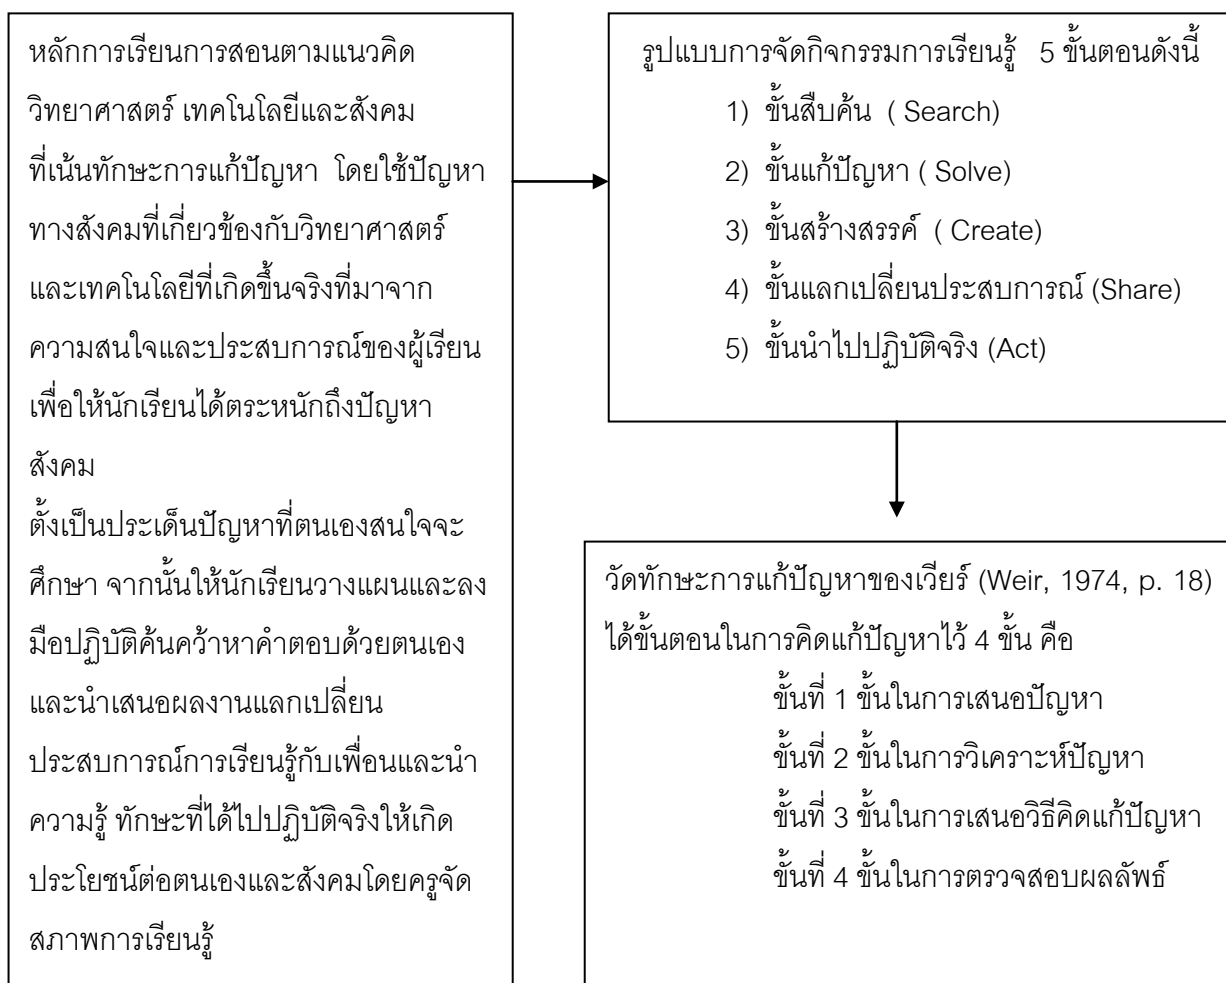 หลักการเรียนการสอนตามแนวคิด
วิทยาศาสตร์ เทคโนโลยีและสังคม
ที่เน้นทักษะการแก้ปัญหา โดยใช้ปัญหา
ทางสังคมที่เกี่ยวข้องกับวิทยาศาสตร์
และเทคโนโลยีที่เกิดขึ้นจริงที่มาจาก
ความสนใจและประสบการณ์ของผู้เรียน
เพื่อให้นักเรียนได้ตระหนักถึงปัญหา
สังคม
ตั้งเป็นประเด็นปัญหาที่ตนเองสนใจจะ
ศึกษา จากนั้นให้นักเรียนวางแผนและลง
มือปฏิบัติค้นคว้าหาคำตอบด้วยตนเอง
และนำเสนอผลงานแลกเปลี่ยน
ประสบการณ์การเรียนรู้กับเพื่อนและนำ
ความรู้ ทักษะที่ได้ไปปฏิบัติจริงให้เกิด
ประโยชน์ต่อตนเองและสังคมโดยครูจัด
สภาพการเรียนรู้
รูปแบบการจัดกิจกรรมการเรียนรู้ 5 ขั้นตอนดังนี้
1) ขั้นสืบค้น ( Search)
2) ขั้นแก้ปัญหา ( Solve)
3) ขั้นสร้างสรรค์ ( Create)
4) ขั้นแลกเปลี่ยนประสบการณ์ (Share)
5) ขั้นนำไปปฏิบัติจริง (Act)
วัดทักษะการแก้ปัญหาของเวียร์ (Weir, 1974, p. 18)
ได้ขั้นตอนในการคิดแก้ปัญหาไว้ 4 ขั้น คือ
ขั้นที่ 1 ขั้นในการเสนอปัญหา
ขั้นที่ 2 ขั้นในการวิเคราะห์ปัญหา
ขั้นที่ 3 ขั้นในการเสนอวิธีคิดแก้ปัญหา
ขั้นที่ 4 ขั้นในการตรวจสอบผลลัพธ์